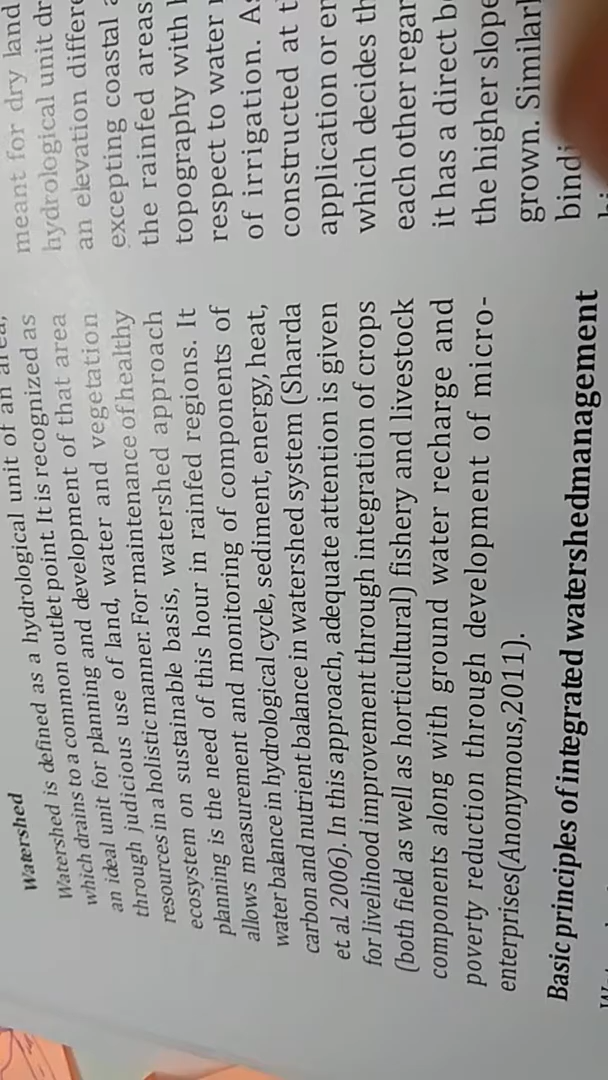 Watershed
Watershed is defined as a hydrological unit of an area,
which drains to a common outlet point. It is recognized as
an ideal unit for planning and development of that area
through judicious use of land, water and vegetation
resources in a holistic manner. For maintenance of healthy
ecosystem on sustainable basis, watershed approach
planning is the need of this hour in rainfed regions. It
allows measurement and monitoring of components of
water balance in hydrological cycle, sediment, energy, heat,
carbon and nutrient balance in watershed system (Sharda
et al. 2006). In this approach, adequate attention is given
for livelihood improvement through integration of crops
(both field as well as horticultural) fishery and livestock
components along with ground water recharge and
poverty reduction through development of micro-
enterprises(Anonymous,2011).
Basic principles of integrated watershedmanagement
meant for dry land
hydrological unit dr
an elevation differe
excepting coastal a
the rainfed areas
topography with
respect to water
of irrigation. As
constructed at t
application or en
which decides th
each other regar
it has a direct be
the higher slope
grown. Similarl